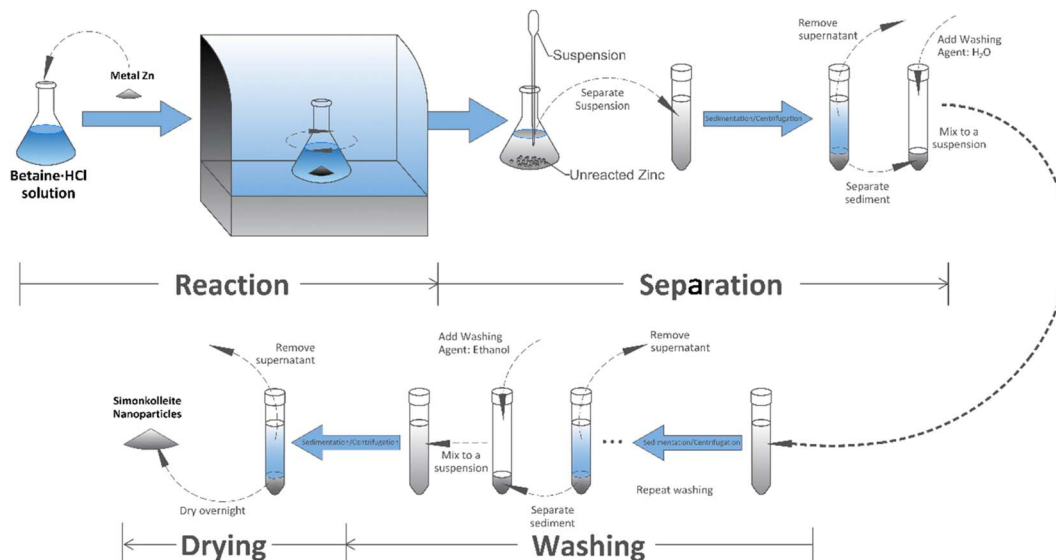 Metal Zn
Betaine·HCl
solution
Suspension
Separate
Suspension
Unreacted Zinc
Sedimentation/Centrifugation
Remove
supernatant
Add Washing
Agent: H₂O
Mix to a
suspension
Separate
sediment
Reaction
Separation
Remove
supernatant
Simonkolleite
Nanoparticles
Dry overnight
Sedimentation/Centrifugation
Add Washing
Agent: Ethanol
Mix to a
suspension
Separate
sediment
Remove
supernatant
...
Sedimentation/Centrifugation
Repeat washing
Drying
Washing